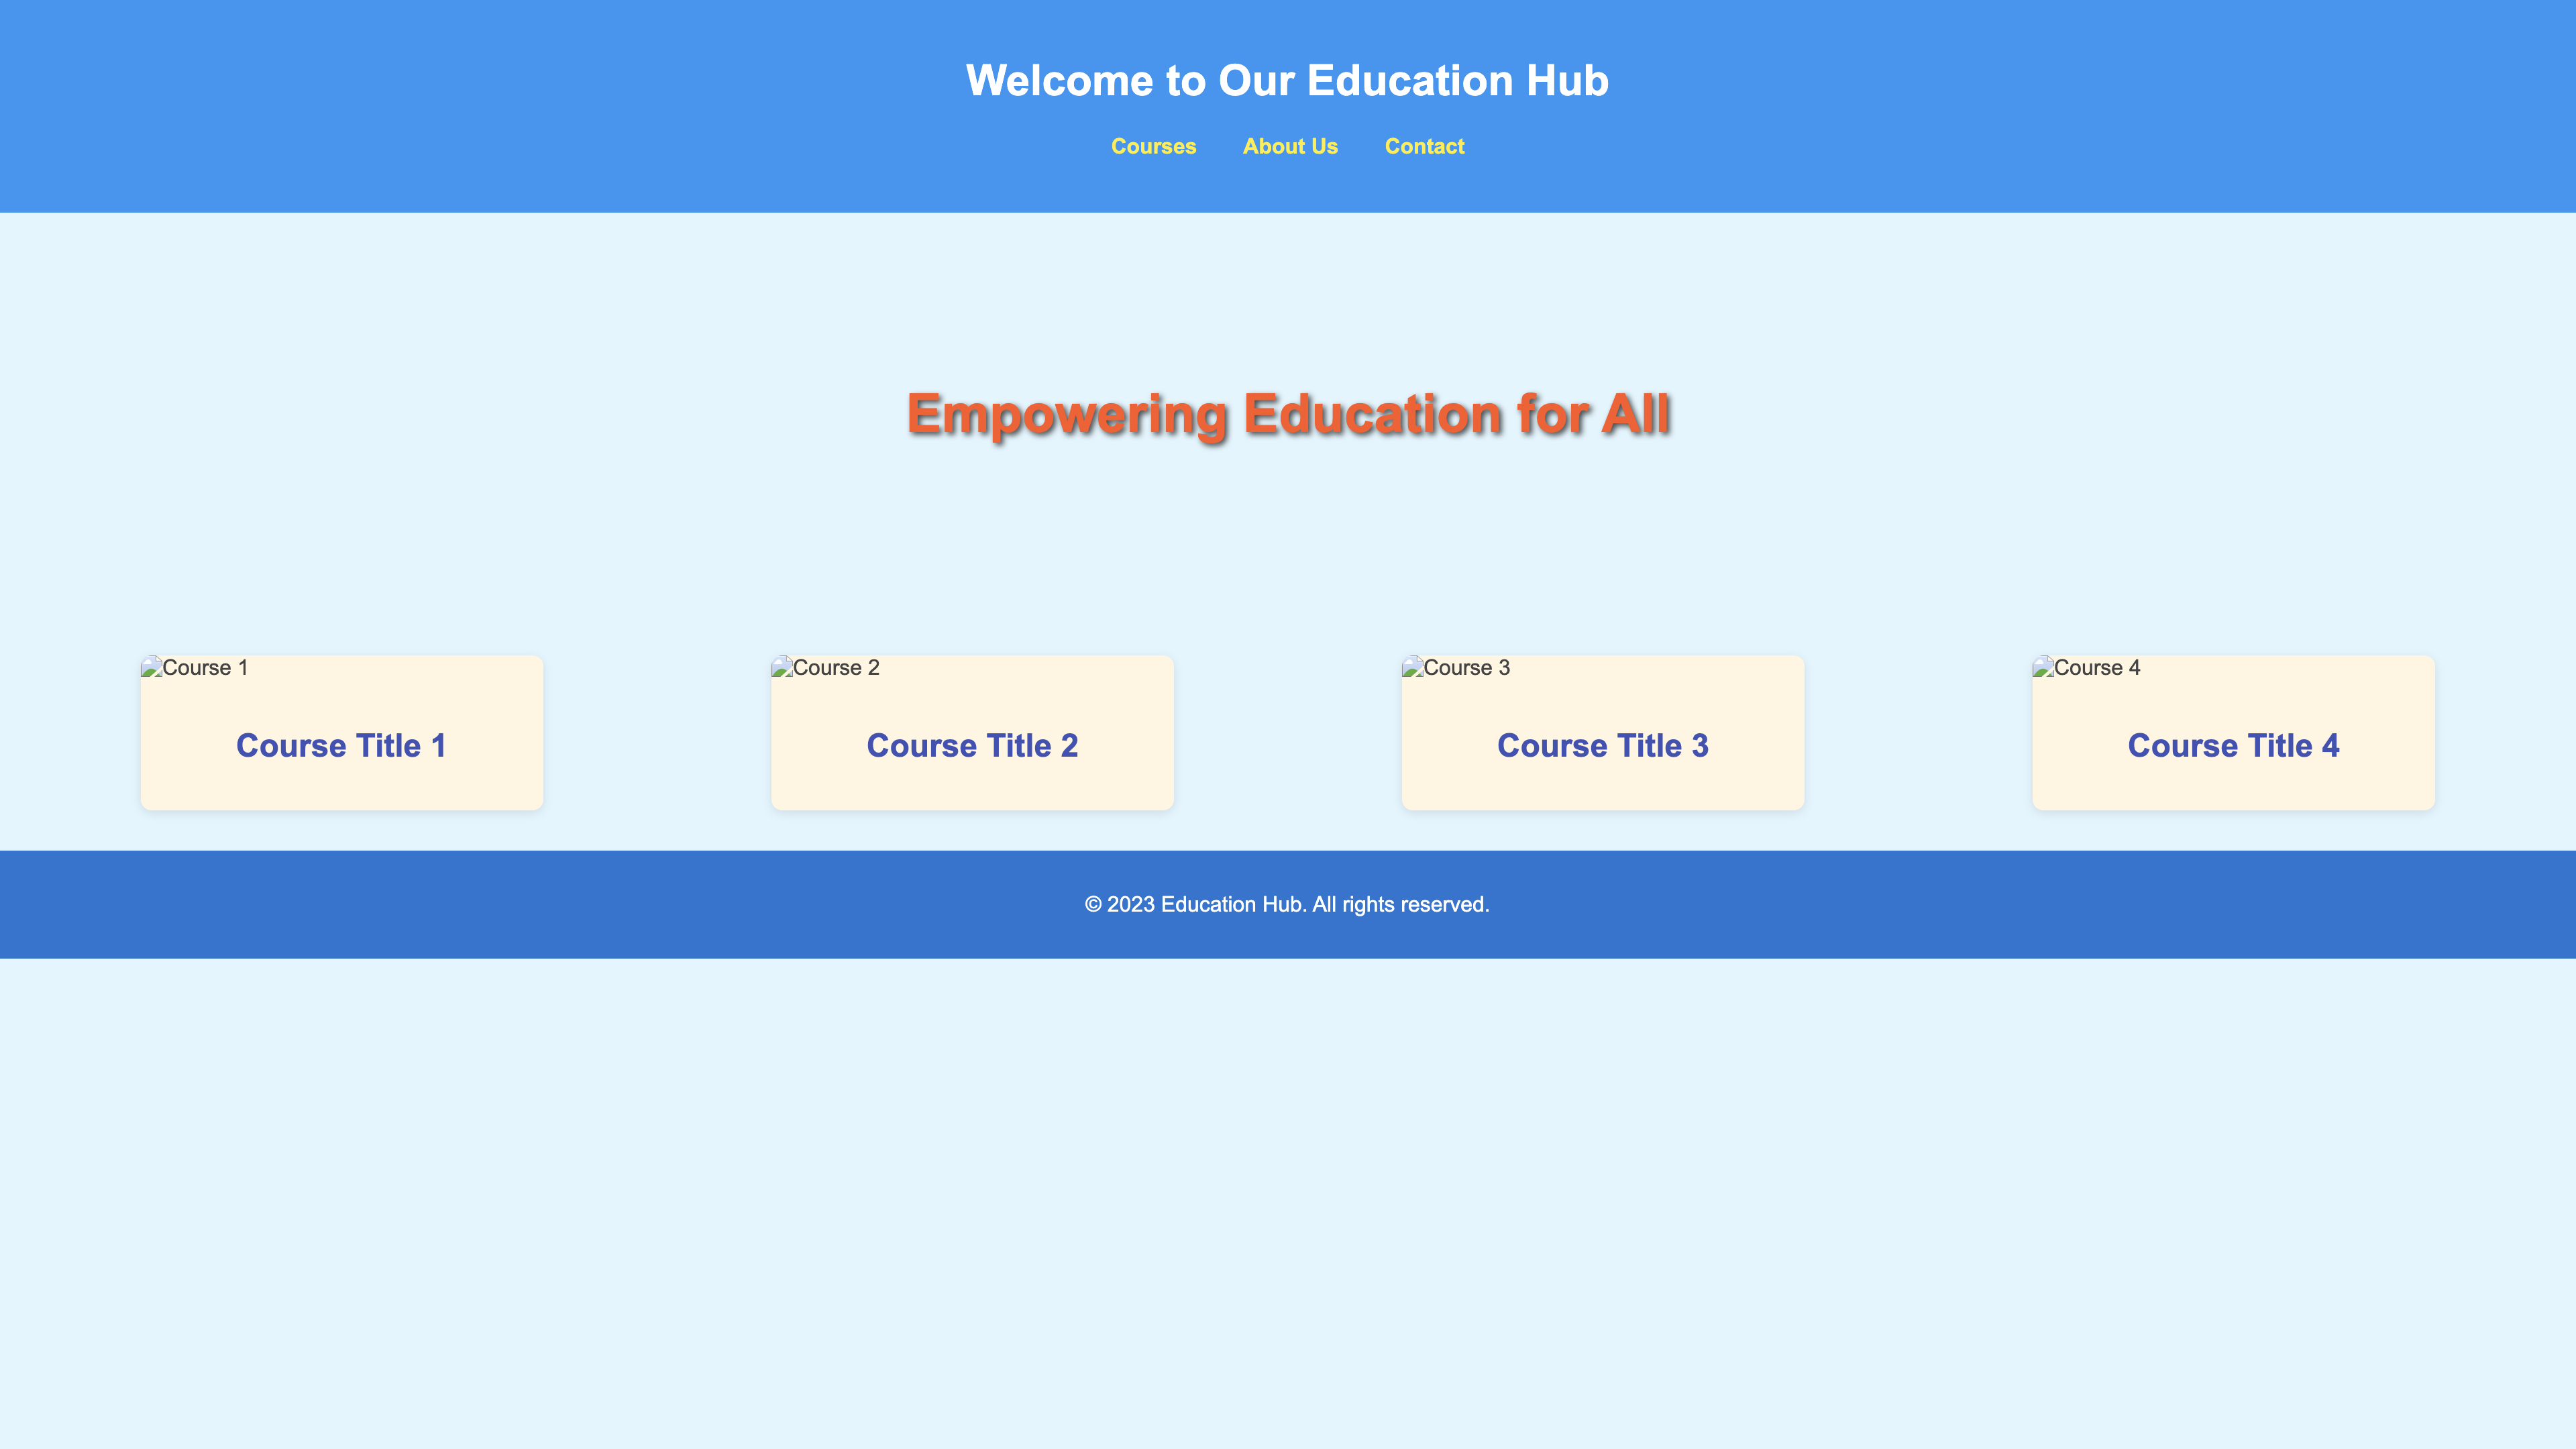 Welcome to Our Education Hub
Courses About Us Contact
Empowering Education for All
Course 1
Course Title 1
Course 2
Course Title 2
Course 3
Course Title 3
Course 4
Course Title 4
© 2023 Education Hub. All rights reserved.